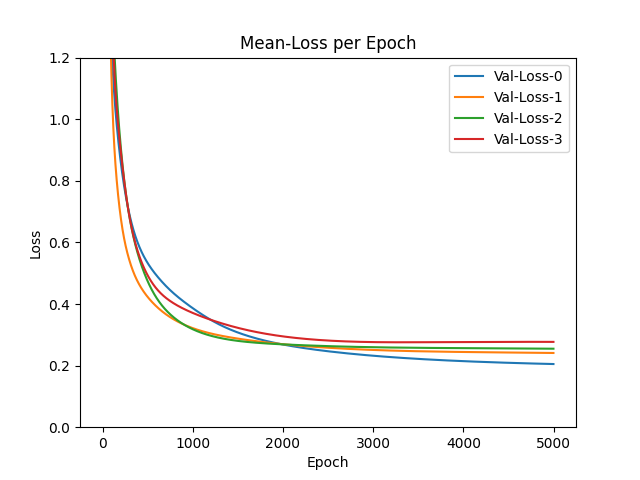 Mean-Loss per Epoch
1.2
1.0
0.8
0.6
0.4
0.2
0.0
Loss
Val-Loss-0
Val-Loss-1
Val-Loss-2
Val-Loss-3
0 1000 2000 3000 4000 5000
Epoch